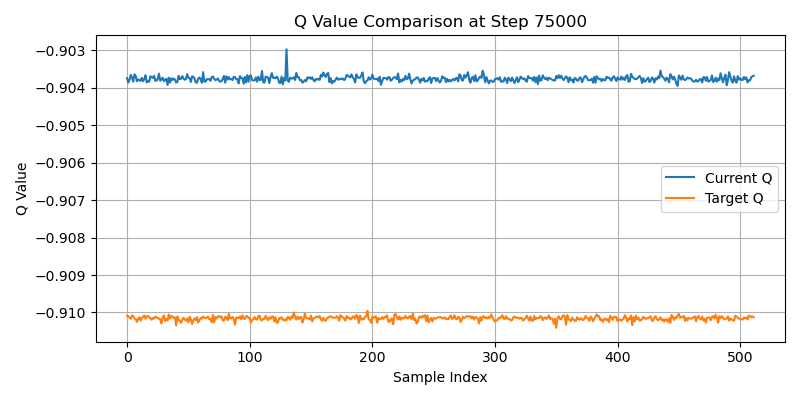 Q Value Comparison at Step 75000
−0.903
−0.904
−0.905
−0.906
−0.907
−0.908
−0.909
−0.910
Q Value
Current Q
Target Q
0 100 200 300 400 500
Sample Index